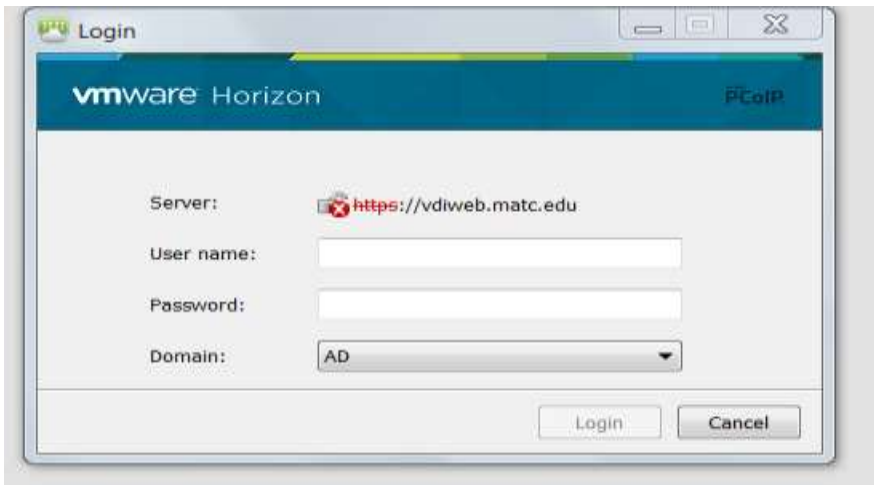 Login
vmware Horizon
PCoIP
Server: https://vdiweb.matc.edu
User name:
Password:
Domain: AD
Login Cancel